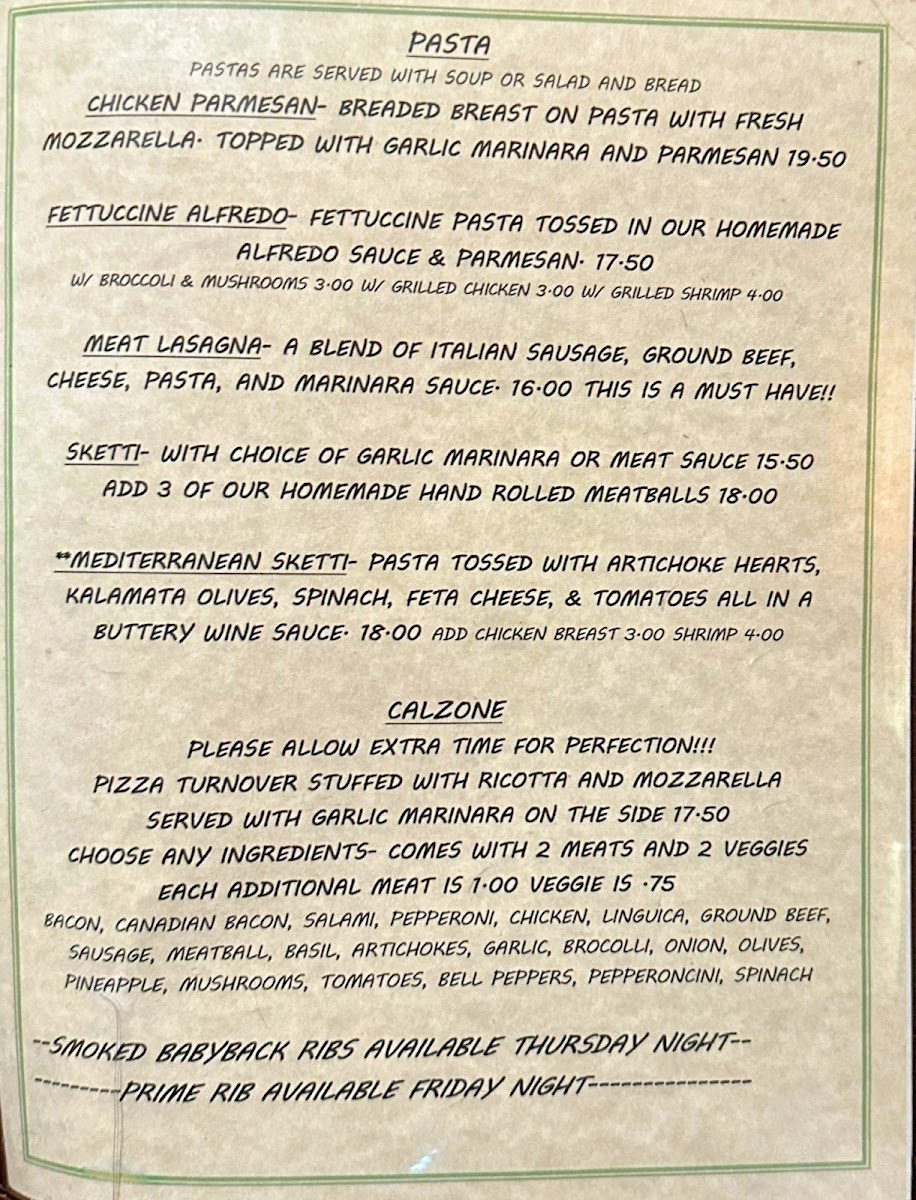 PASTA
PASTAS ARE SERVED WITH SOUP OR SALAD AND BREAD
CHICKEN PARMESAN- BREADED BREAST ON PASTA WITH FRESH
MOZZARELLA. TOPPED WITH GARLIC MARINARA AND PARMESAN 19.50
FETTUCCINE ALFREDO- FETTUCCINE PASTA TOSSED IN OUR HOMEMADE
ALFREDO SAUCE & PARMESAN. 17.50
W/ BROCCOLI & MUSHROOMS 3.00 W/ GRILLED CHICKEN 3.00 W/ GRILLED SHRIMP 4.00
MEAT LASAGNA- A BLEND OF ITALIAN SAUSAGE, GROUND BEEF,
CHEESE, PASTA, AND MARINARA SAUCE. 16.00 THIS IS A MUST HAVE!!
SKETTI- WITH CHOICE OF GARLIC MARINARA OR MEAT SAUCE 15.50
ADD 3 OF OUR HOMEMADE HAND ROLLED MEATBALLS 18.00
**MEDITERRANEAN SKETTI- PASTA TOSSED WITH ARTICHOKE HEARTS,
KALAMATA OLIVES, SPINACH, FETA CHEESE, & TOMATOES ALL IN A
BUTTERY WINE SAUCE. 18.00 ADD CHICKEN BREAST 3.00 SHRIMP 4.00
CALZONE
PLEASE ALLOW EXTRA TIME FOR PERFECTION!!!
PIZZA TURNOVER STUFFED WITH RICOTTA AND MOZZARELLA
SERVED WITH GARLIC MARINARA ON THE SIDE 17.50
CHOOSE ANY INGREDIENTS- COMES WITH 2 MEATS AND 2 VEGGIES
EACH ADDITIONAL MEAT IS 1.00 VEGGIE IS .75
BACON, CANADIAN BACON, SALAMI, PEPPERONI, CHICKEN, LINGUICA, GROUND BEEF,
SAUSAGE, MEATBALL, BASIL, ARTICHOKES, GARLIC, BROCOLLI, ONION, OLIVES,
PINEAPPLE, MUSHROOMS, TOMATOES, BELL PEPPERS, PEPPERONCINI, SPINACH
--SMOKED BABYBACK RIBS AVAILABLE THURSDAY NIGHT--
---------PRIME RIB AVAILABLE FRIDAY NIGHT---------------